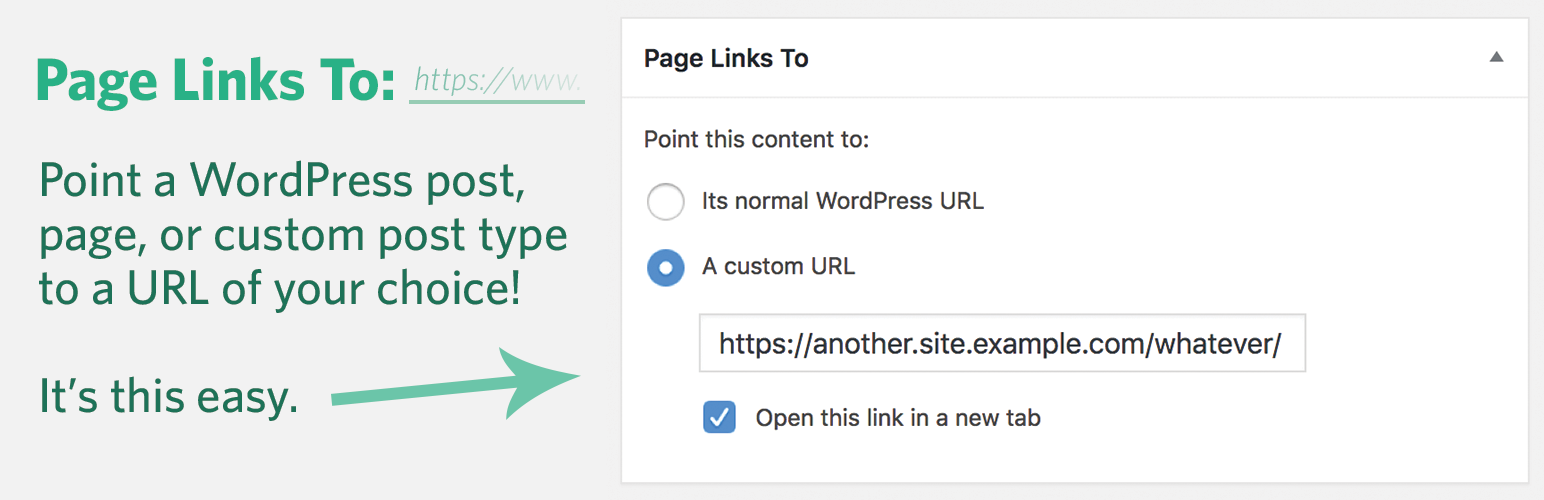 Page Links To: https://www.
Point a WordPress post,
page, or custom post type
to a URL of your choice!
It’s this easy.
Page Links To
Point this content to:
Its normal WordPress URL
A custom URL
https://another.site.example.com/whatever/
Open this link in a new tab